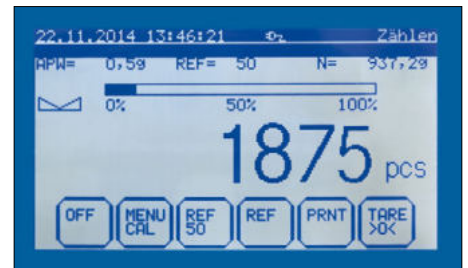 22.11.2014 13:46:21 Zählen
APW= 0,5g REF= 50 N= 937,2g
0% 50% 100%
1875 pcs
OFF MENU CAL REF 50 REF PRNT TARE >0<